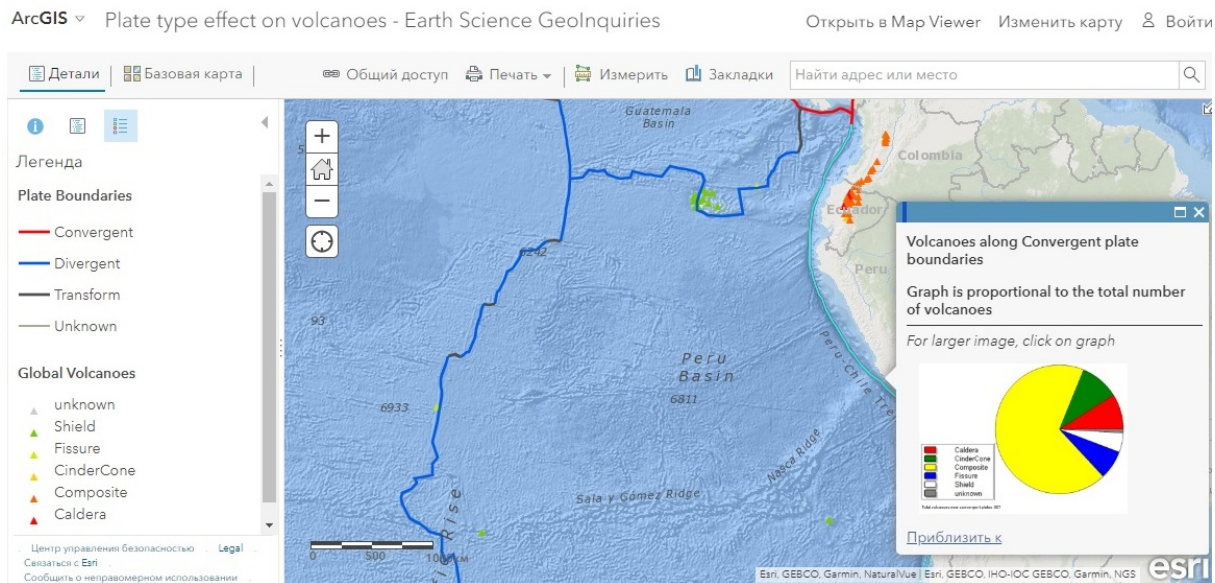 ArcGIS Plate type effect on volcanoes - Earth Science GeoInquiries Открыть в Map Viewer Изменить карту Войти
Детали Базовая карта Общий доступ Печать Измерить Закладки Найти адрес или место
Легенда
Plate Boundaries
Convergent
Divergent
Transform
Unknown
Global Volcanoes
unknown
Shield
Fissure
CinderCone
Composite
Caldera
Центр управления безопасностью . Legal .
Связаться с Esri .
Сообщить о неправомерном использовании
Guatemala
Basin
Colombia
Ecuador
6242
Peru
93
Peru
Basin
6811
6933
Peru-Chile
Nazca Ridge
Sala y Gómez Ridge
Rise
0 500
Volcanoes along Convergent plate
boundaries
Graph is proportional to the total number
of volcanoes
For larger image, click on graph
Caldera
CinderCone
Composite
Fissure
Shield
unknown
Приблизить к
Esri, GEBCO, Garmin, NaturalVue | Esri, GEBCO, IHO-IOC GEBCO, Garmin, NGS
esri